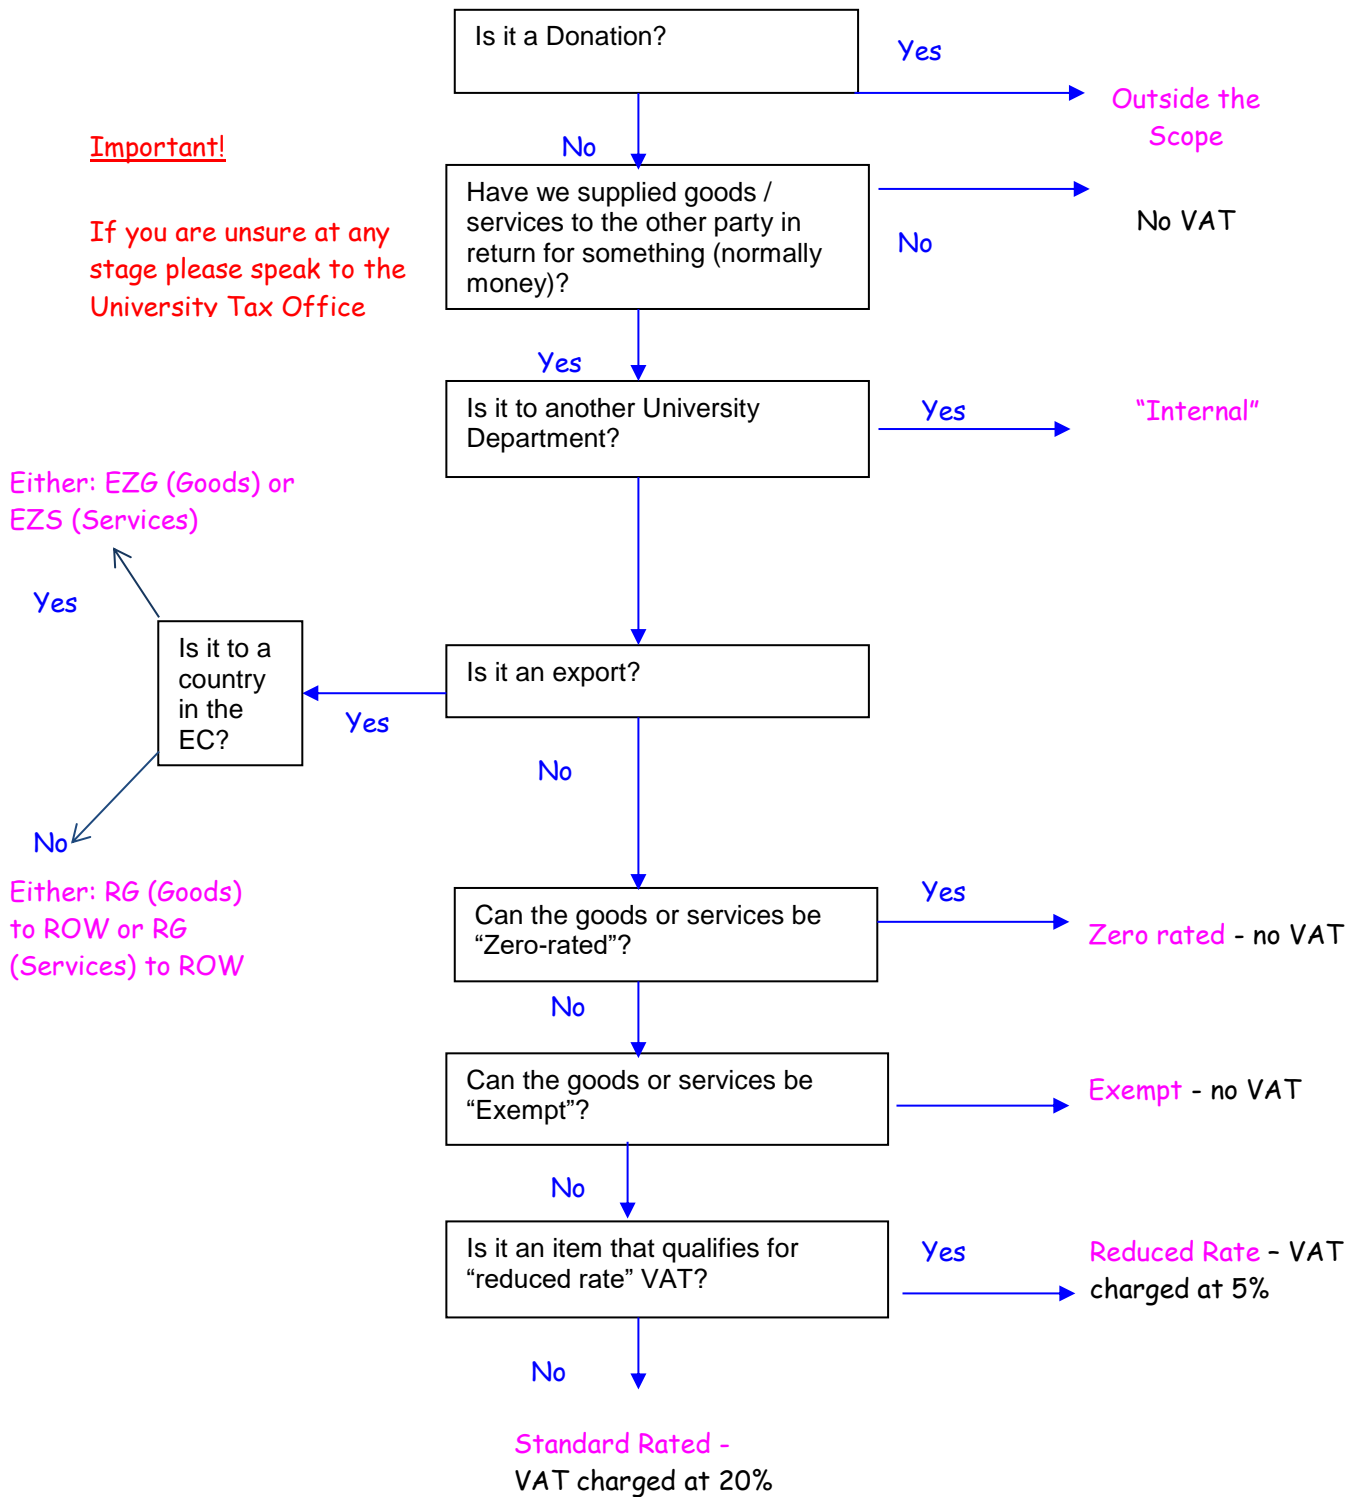 Is it a Donation?
Yes
Outside the
Scope
Important!
No
Have we supplied goods /
services to the other party in
return for something (normally
money)?
No
No VAT
If you are unsure at any
stage please speak to the
University Tax Office
Yes
Is it to another University
Department?
Yes
“Internal”
Either: EZG (Goods) or
EZS (Services)
Yes
Is it to a
country
in the
EC?
Yes
Is it an export?
No
No
Either: RG (Goods)
to ROW or RG
(Services) to ROW
Can the goods or services be
“Zero-rated”?
Yes
Zero rated - no VAT
No
Can the goods or services be
“Exempt”?
Exempt - no VAT
No
Is it an item that qualifies for
“reduced rate” VAT?
Yes
Reduced Rate – VAT
charged at 5%
No
Standard Rated -
VAT charged at 20%